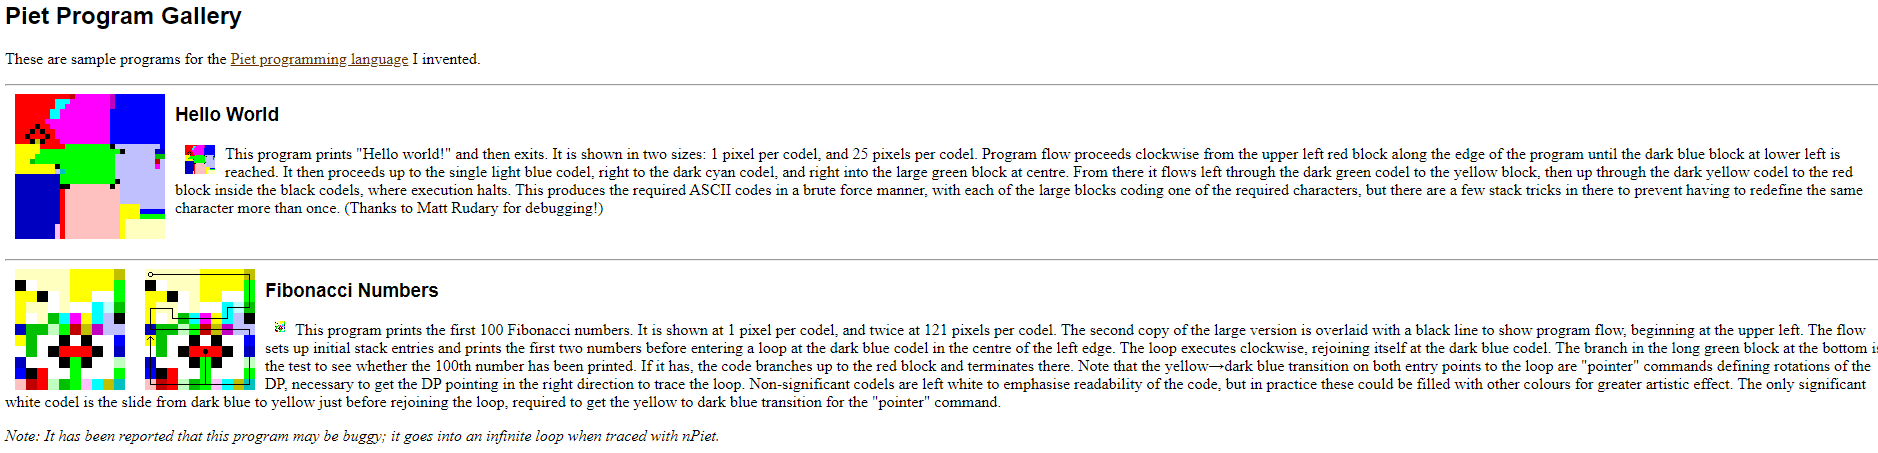 Piet Program Gallery
These are sample programs for the Piet programming language I invented.
Hello World
This program prints "Hello world!" and then exits. It is shown in two sizes: 1 pixel per codel, and 25 pixels per codel. Program flow proceeds clockwise from the upper left red block along the edge of the program until the dark blue block at lower left is
reached. It then proceeds up to the single light blue codel, right to the dark cyan codel, and right into the large green block at centre. From there it flows left through the dark green codel to the yellow block, then up through the dark yellow codel to the red
block inside the black codels, where execution halts. This produces the required ASCII codes in a brute force manner, with each of the large blocks coding one of the required characters, but there are a few stack tricks in there to prevent having to redefine the same
character more than once. (Thanks to Matt Rudary for debugging!)
Fibonacci Numbers
This program prints the first 100 Fibonacci numbers. It is shown at 1 pixel per codel, and twice at 121 pixels per codel. The second copy of the large version is overlaid with a black line to show program flow, beginning at the upper left. The flow
sets up initial stack entries and prints the first two numbers before entering a loop at the dark blue codel in the centre of the left edge. The loop executes clockwise, rejoining itself at the dark blue codel. The branch in the long green block at the bottom is
the test to see whether the 100th number has been printed. If it has, the code branches up to the red block and terminates there. Note that the yellow→dark blue transition on both entry points to the loop are "pointer" commands defining rotations of the
DP, necessary to get the DP pointing in the right direction to trace the loop. Non-significant codels are left white to emphasise readability of the code, but in practice these could be filled with other colours for greater artistic effect. The only significant
white codel is the slide from dark blue to yellow just before rejoining the loop, required to get the yellow to dark blue transition for the "pointer" command.
Note: It has been reported that this program may be buggy; it goes into an infinite loop when traced with nPiet.